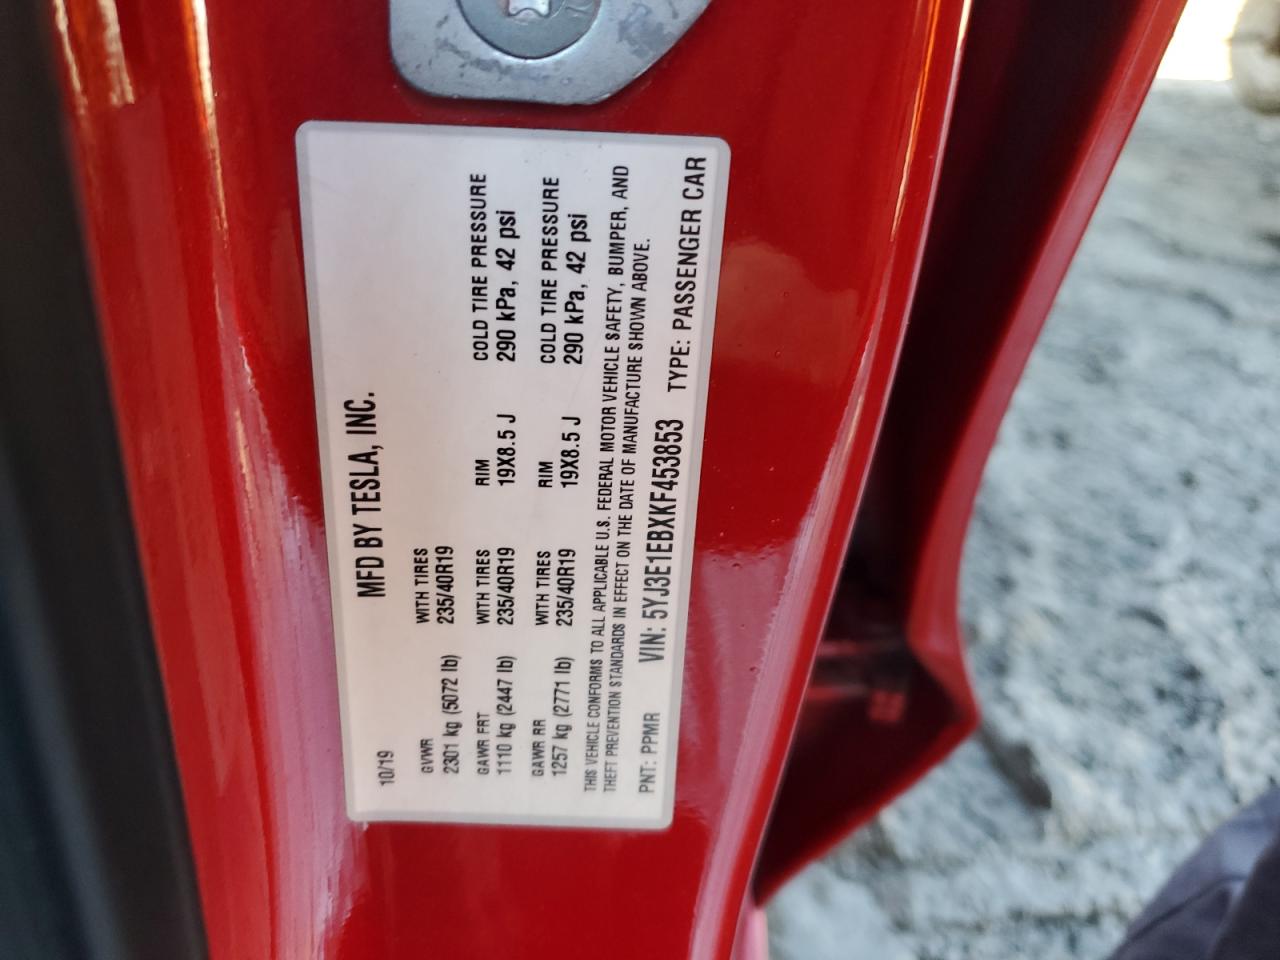 MFD BY TESLA, INC.
10/19
GVWR WITH TIRES
2301 kg (5072 lb) 235/40R19
GAWR FRT WITH TIRES RIM COLD TIRE PRESSURE
1110 kg (2447 lb) 235/40R19 19X8.5 J 290 kPa, 42 psi
GAWR RR WITH TIRES RIM COLD TIRE PRESSURE
1257 kg (2771 lb) 235/40R19 19X8.5 J 290 kPa, 42 psi
THIS VEHICLE CONFORMS TO ALL APPLICABLE U.S. FEDERAL MOTOR VEHICLE SAFETY, BUMPER, AND
THEFT PREVENTION STANDARDS IN EFFECT ON THE DATE OF MANUFACTURE SHOWN ABOVE.
PNT: PPMR VIN: 5YJ3E1EBXKF453853 TYPE: PASSENGER CAR